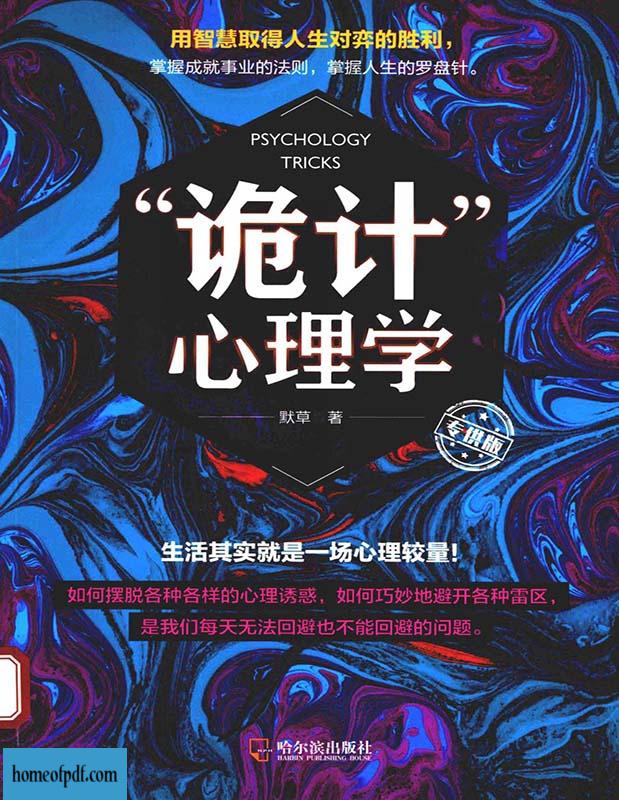 用智慧取得人生对弈的胜利，
掌握成就事业的法则，掌握人生的罗盘针。
PSYCHOLOGY
TRICKS
“诡计”
心理学
默草 著
专供版
生活其实就是一场心理较量！
如何摆脱各种各样的心理诱惑，如何巧妙地避开各种雷区，
是我们每天无法回避也不能回避的问题。
哈尔滨出版社
HARBIN PUBLISHING HOUSE
homeofpdf.com